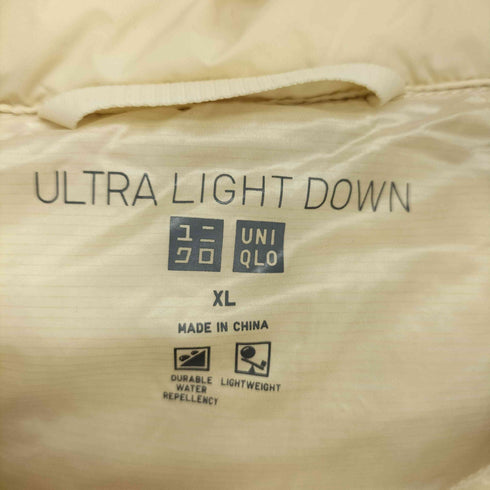 ULTRA LIGHT DOWN
ユニ UNI
クロ QLO
XL
MADE IN CHINA
DURABLE WATER REPELLENCY
LIGHTWEIGHT